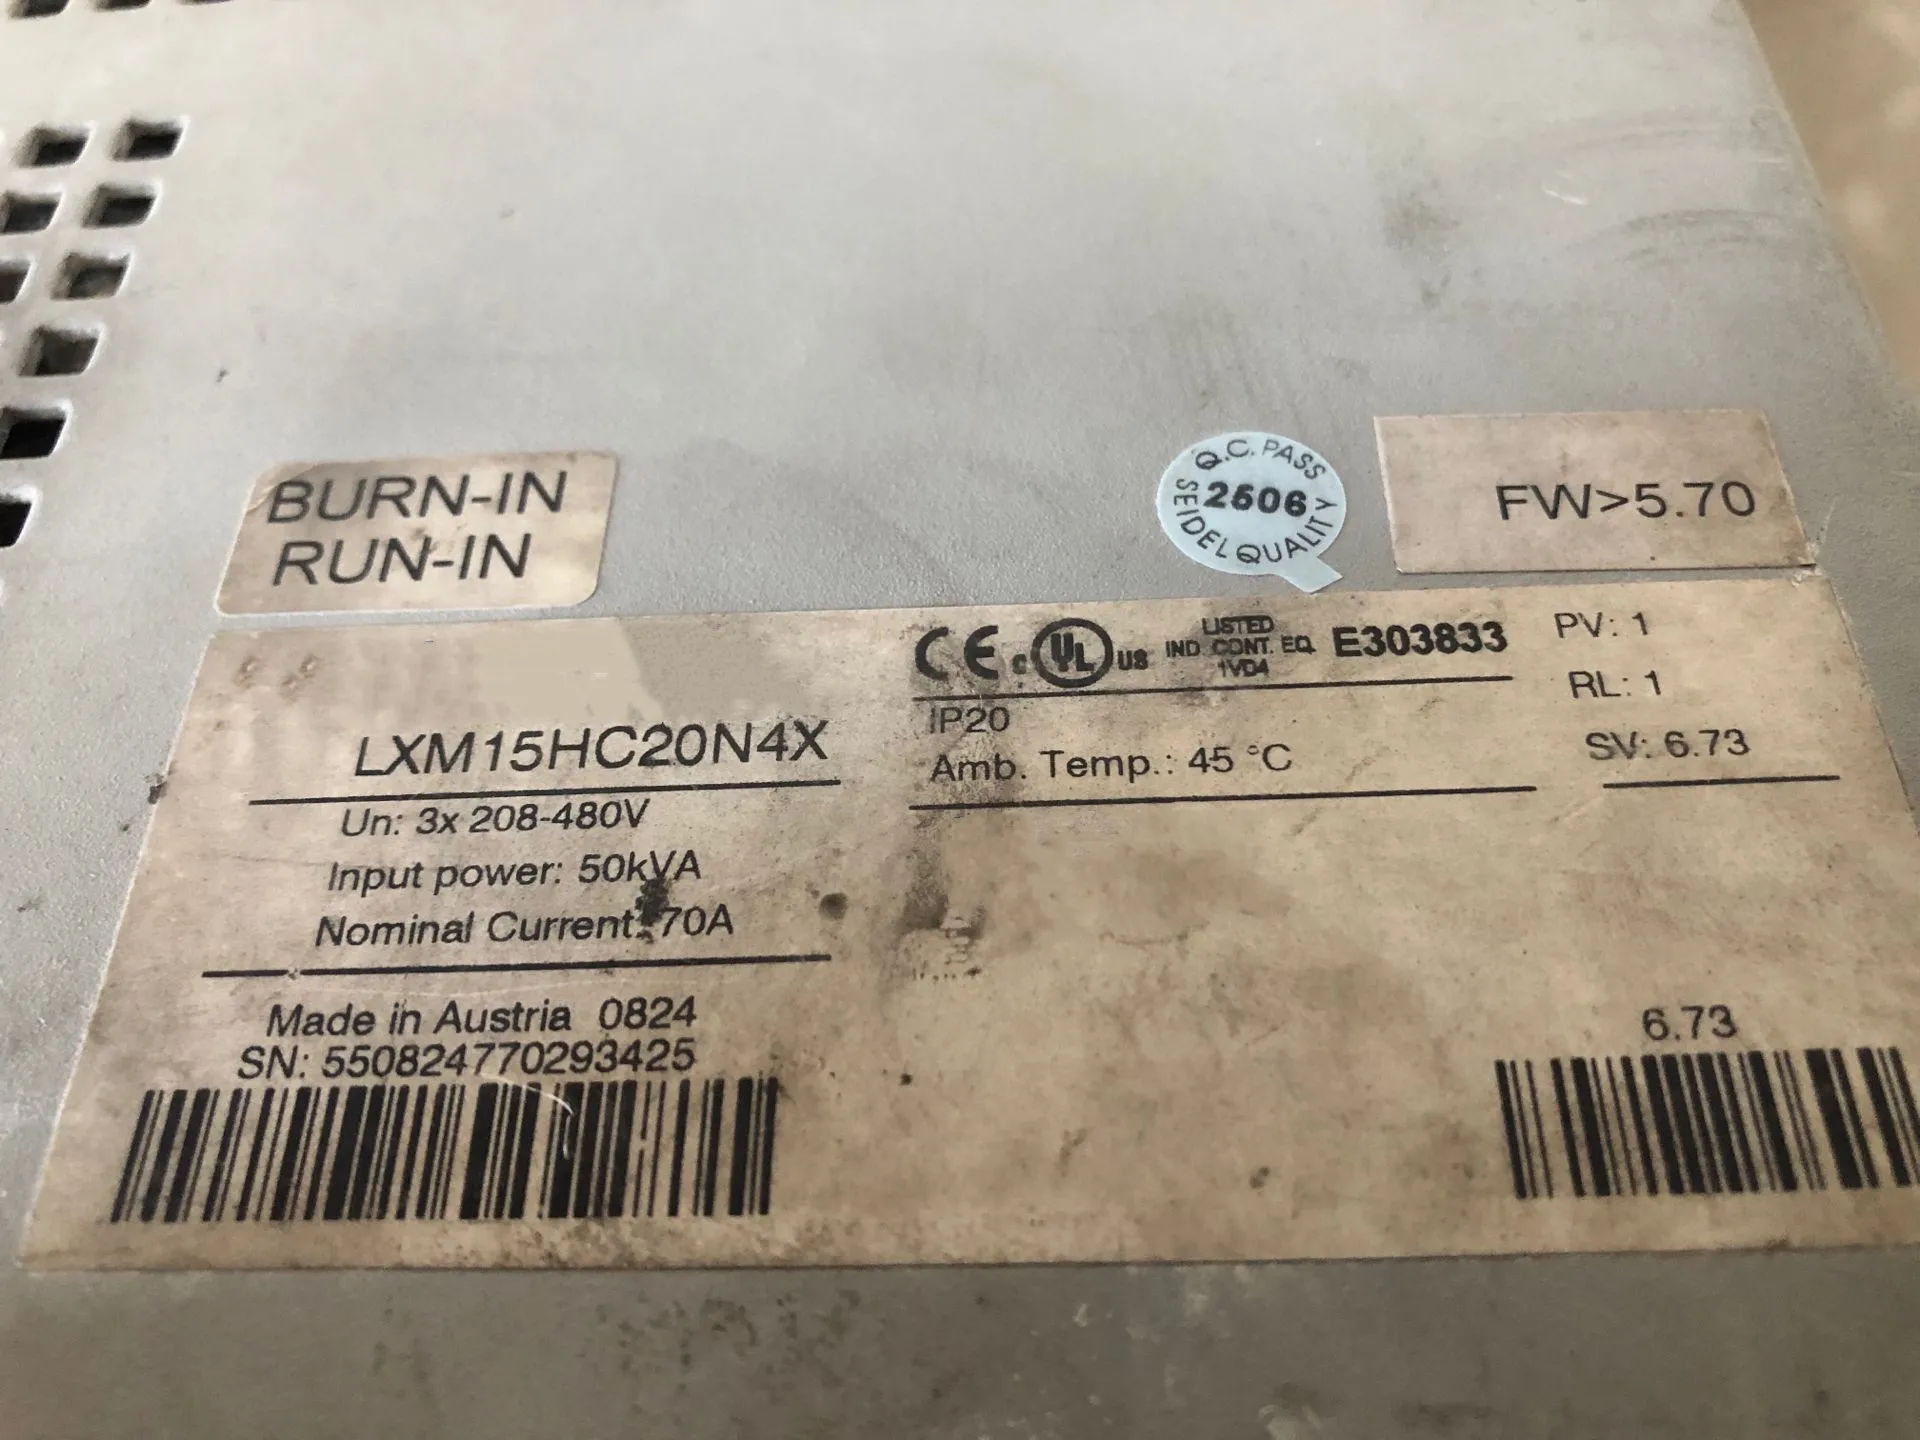 BURN-IN
RUN-IN
Q.C. PASS
2506
SEIDEL QUALITY
FW>5.70
CE c UL US
LISTED
IND CONT. EQ.
1VD4
E303833
PV: 1
RL: 1
SV: 6.73
IP20
Amb. Temp.: 45 °C
LXM15HC20N4X
Un: 3x 208-480V
Input power: 50kVA
Nominal Current: 70A
Made in Austria 0824
SN: 550824770293425
6.73